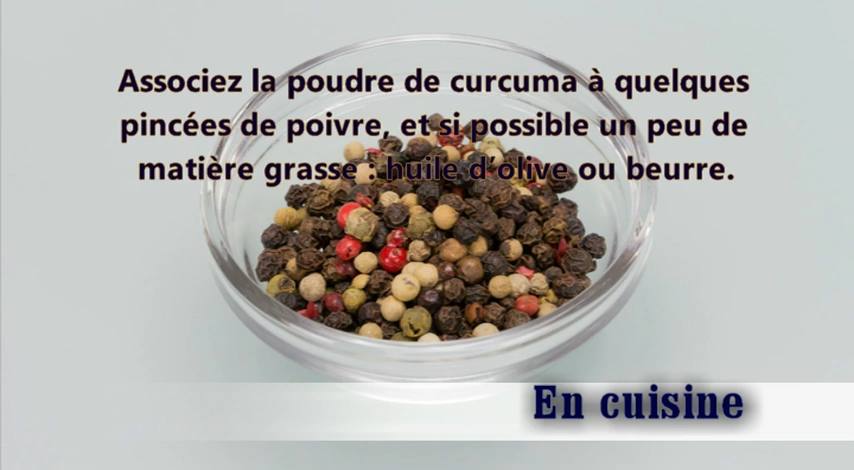 Associez la poudre de curcuma à quelques
pincées de poivre, et si possible un peu de
matière grasse : huile d'olive ou beurre.
En cuisine